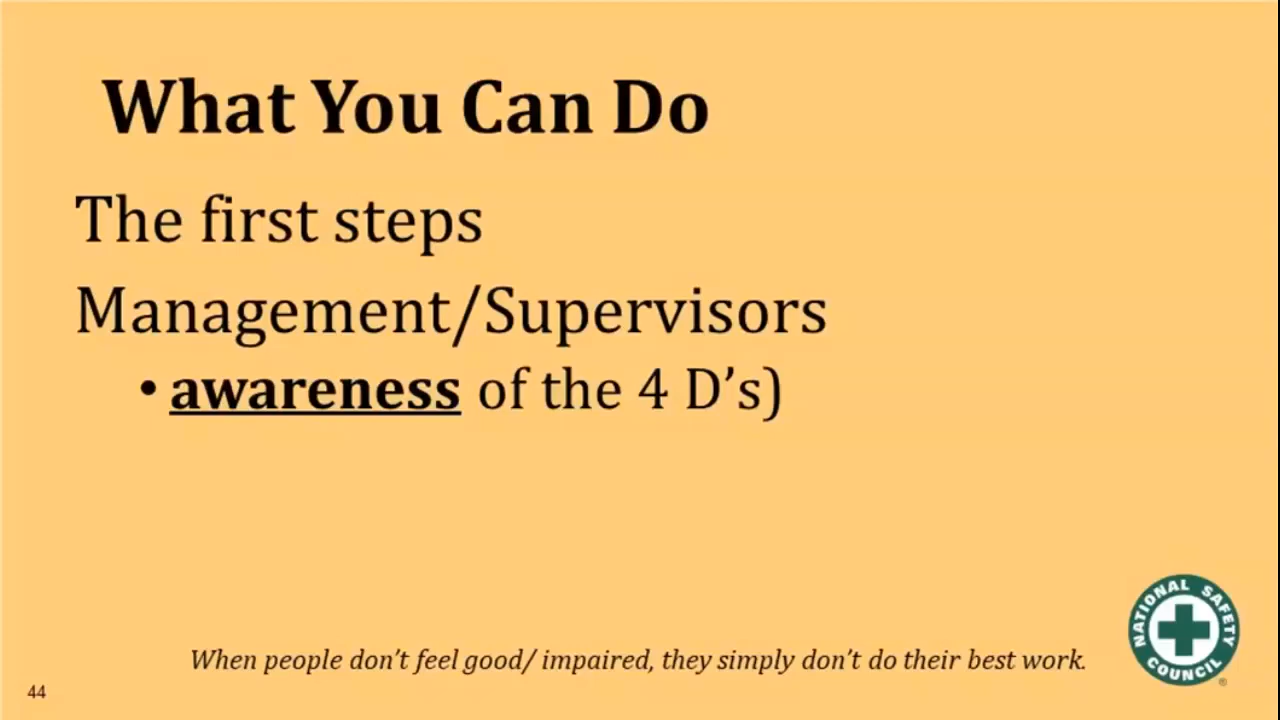 What You Can Do
The first steps
Management/Supervisors
• awareness of the 4 D’s)
When people don’t feel good/ impaired, they simply don’t do their best work.
NATIONAL SAFETY COUNCIL ®
44